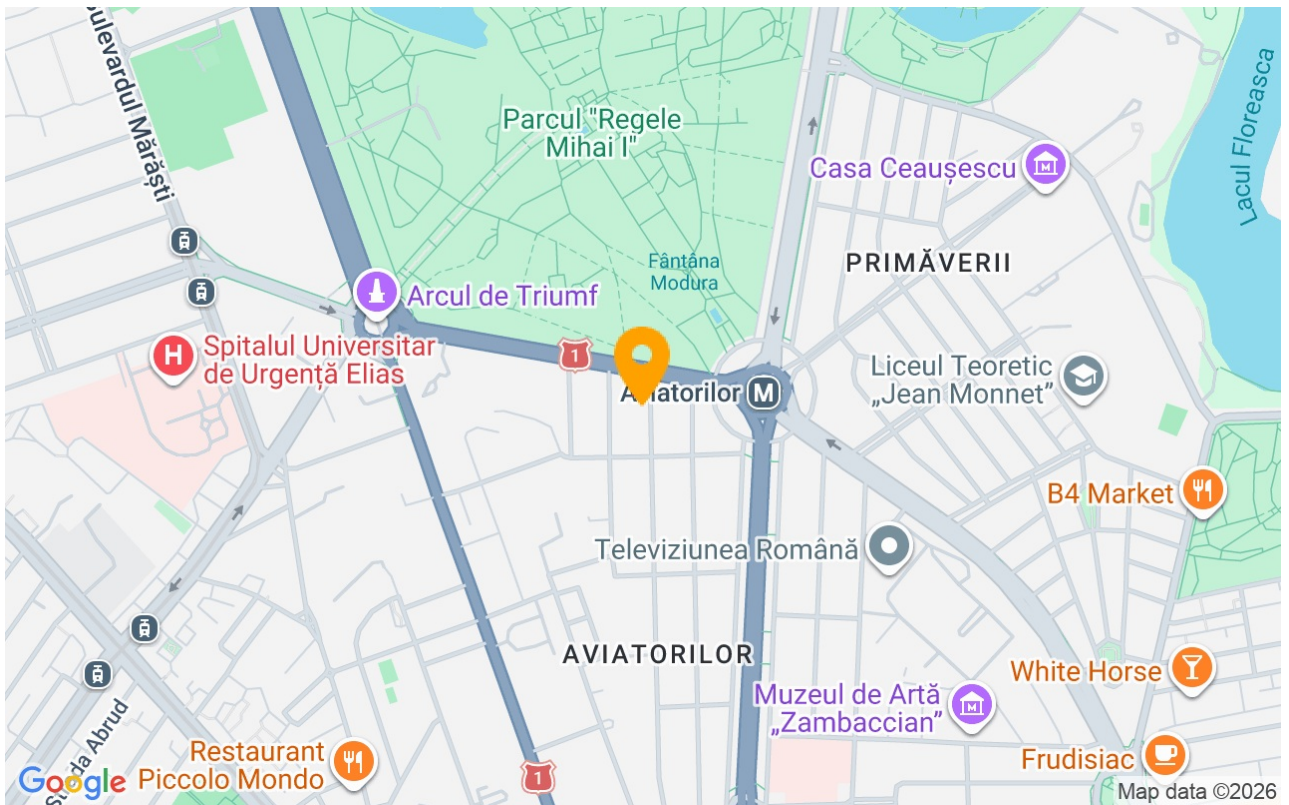 Bulevardul Mărăști
Parcul "Regele
Mihai I"
Casa Ceaușescu
Lacul Floreasca
PRIMĂVERII
Fântâna
Modura
Arcul de Triumf
Spitalul Universitar
de Urgență Elias
H
1
Aviatorilor
M
Liceul Teoretic
„Jean Monnet”
B4 Market
Televiziunea Română
AVIATORILOR
White Horse
Muzeul de Artă
„Zambaccian”
Restaurant
Piccolo Mondo
Frudisiac
1
Abrud
Google
Map data ©2026